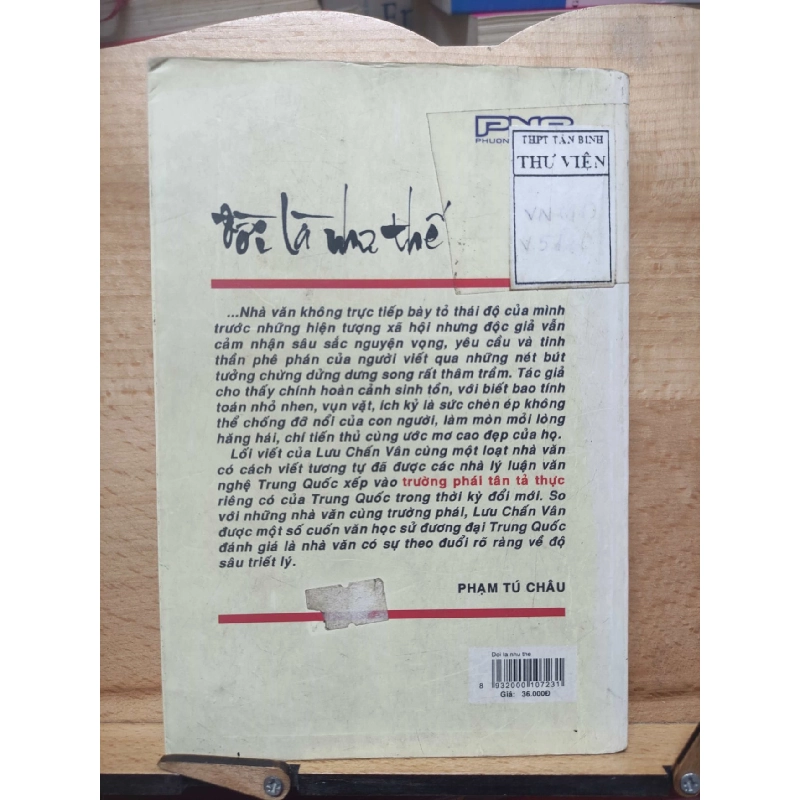 PNC
PHUON
THPT TÂN BINH
THƯ VIỆN
đời là như thế
...Nhà văn không trực tiếp bày tỏ thái độ của mình
trước những hiện tượng xã hội nhưng độc giả vẫn
cảm nhận sâu sắc nguyện vọng, yêu cầu và tinh
thần phê phán của người viết qua những nét bút
tưởng chừng dửng dưng song rất thâm trầm. Tác giả
cho thấy chính hoàn cảnh sinh tồn, với biết bao tính
toán nhỏ nhen, vụn vặt, ích kỷ là sức chèn ép không
thể chống đỡ nổi của con người, làm mòn mỏi lòng
hăng hái, chí tiến thủ cùng ước mơ cao đẹp của họ.
Lối viết của Lưu Chấn Vân cùng một loạt nhà văn
có cách viết tương tự đã được các nhà lý luận văn
nghệ Trung Quốc xếp vào trường phái tân tả thực
riêng có của Trung Quốc trong thời kỳ đổi mới. So
với những nhà văn cùng trường phái, Lưu Chấn Vân
được một số cuốn văn học sử đương đại Trung Quốc
đánh giá là nhà văn có sự theo đuổi rõ ràng về độ
sâu triết lý.
PHẠM TÚ CHÂU
Doi la nhu the
8 932000 107231
Giá: 36.000Đ